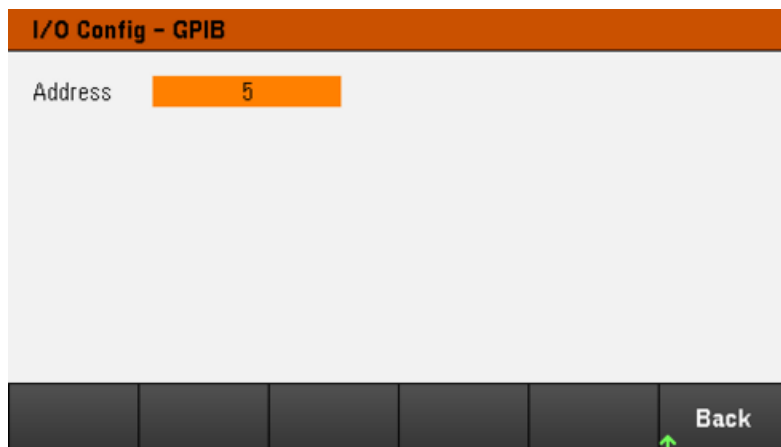 I/O Config – GPIB
Address 5
Back